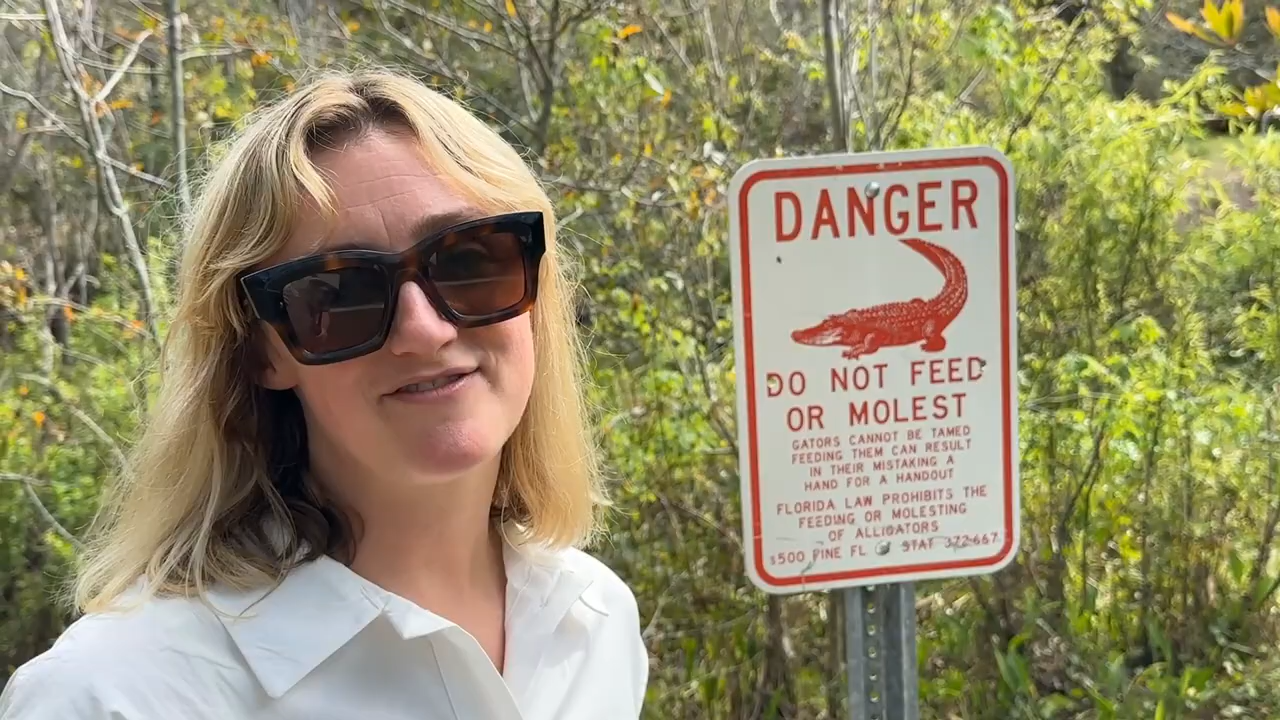 DANGER
DO NOT FEED
OR MOLEST
GATORS CANNOT BE TAMED
FEEDING THEM CAN RESULT
IN THEIR MISTAKING A
HAND FOR A HANDOUT
FLORIDA LAW PROHIBITS THE
FEEDING OR MOLESTING
OF ALLIGATORS
$500 FINE FL STAT 372-667